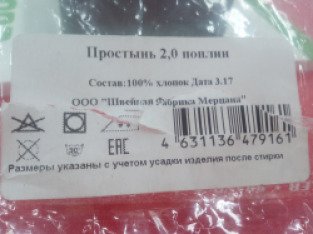 Простынь 2,0 поплин
Состав:100% хлопок Дата 3.17
ООО "Швейная Фабрика Мерцана"
EAC
4 631136 479161
Размеры указаны с учетом усадки изделия после стирки